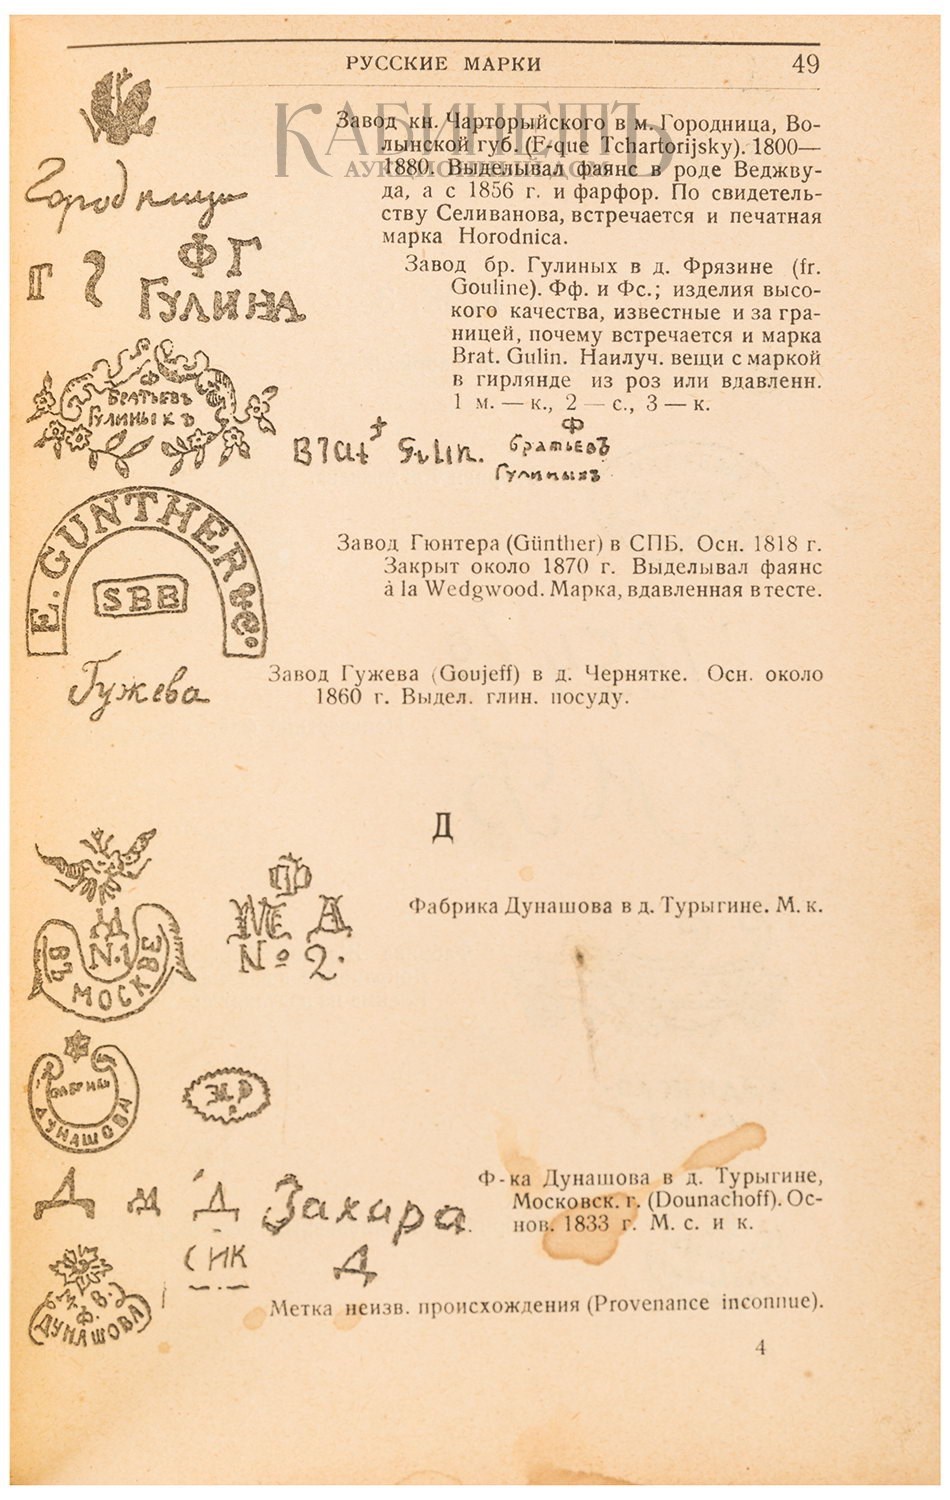 РУССКИЕ МАРКИ 49
КАБИНЕТЪ
АУКЦИОННЫЙ ДОМ
Завод кн. Чарторыйского в м. Городница, Во-
лынской губ. (F-que Tchartorijsky). 1800—
1880. Выделывал фаянс в роде Веджву-
да, а с 1856 г. и фарфор. По свидетель-
ству Селиванова, встречается и печатная
марка Horodnica.
Городница
Завод бр. Гулиных в д. Фрязине (fr.
Gouline). Фф. и Фс.; изделия высо-
кого качества, известные и за гра-
ницей, почему встречается и марка
Brat. Gulin. Наилуч. вещи с маркой
в гирлянде из роз или вдавленн.
1 м. — к., 2 — с., 3 — к.
Г
ФГ
ГУЛИНА
Ф
БРАТЬЕВЪ
ГУЛИНЫХЪ
Brat Gulin.
Ф
братьевъ
Гулиныхъ
Завод Гюнтера (Günther) в СПБ. Осн. 1818 г.
Закрыт около 1870 г. Выделывал фаянс
à la Wedgwood. Марка, вдавленная в тесте.
E. GUNTHER & Co.
SBB
Завод Гужева (Goujeff) в д. Чернятке. Осн. около
1860 г. Выдел. глин. посуду.
Гужева
Д
Фабрика Дунашова в д. Турыгине. М. к.
Д
N.1
ВЪ МОСКВЕ
Ф
М Д
№ 2.
ФАБРИКИ
ДУНАШОВА
Ф-ка Дунашова в д. Турыгине,
Московск. г. (Dounachoff). Ос-
нов. 1833 г. М. с. и к.
Д м Д Захара
СИК Д
Ф.
ДУНАШОВА
Метка неизв. происхождения (Provenance inconnue).
4